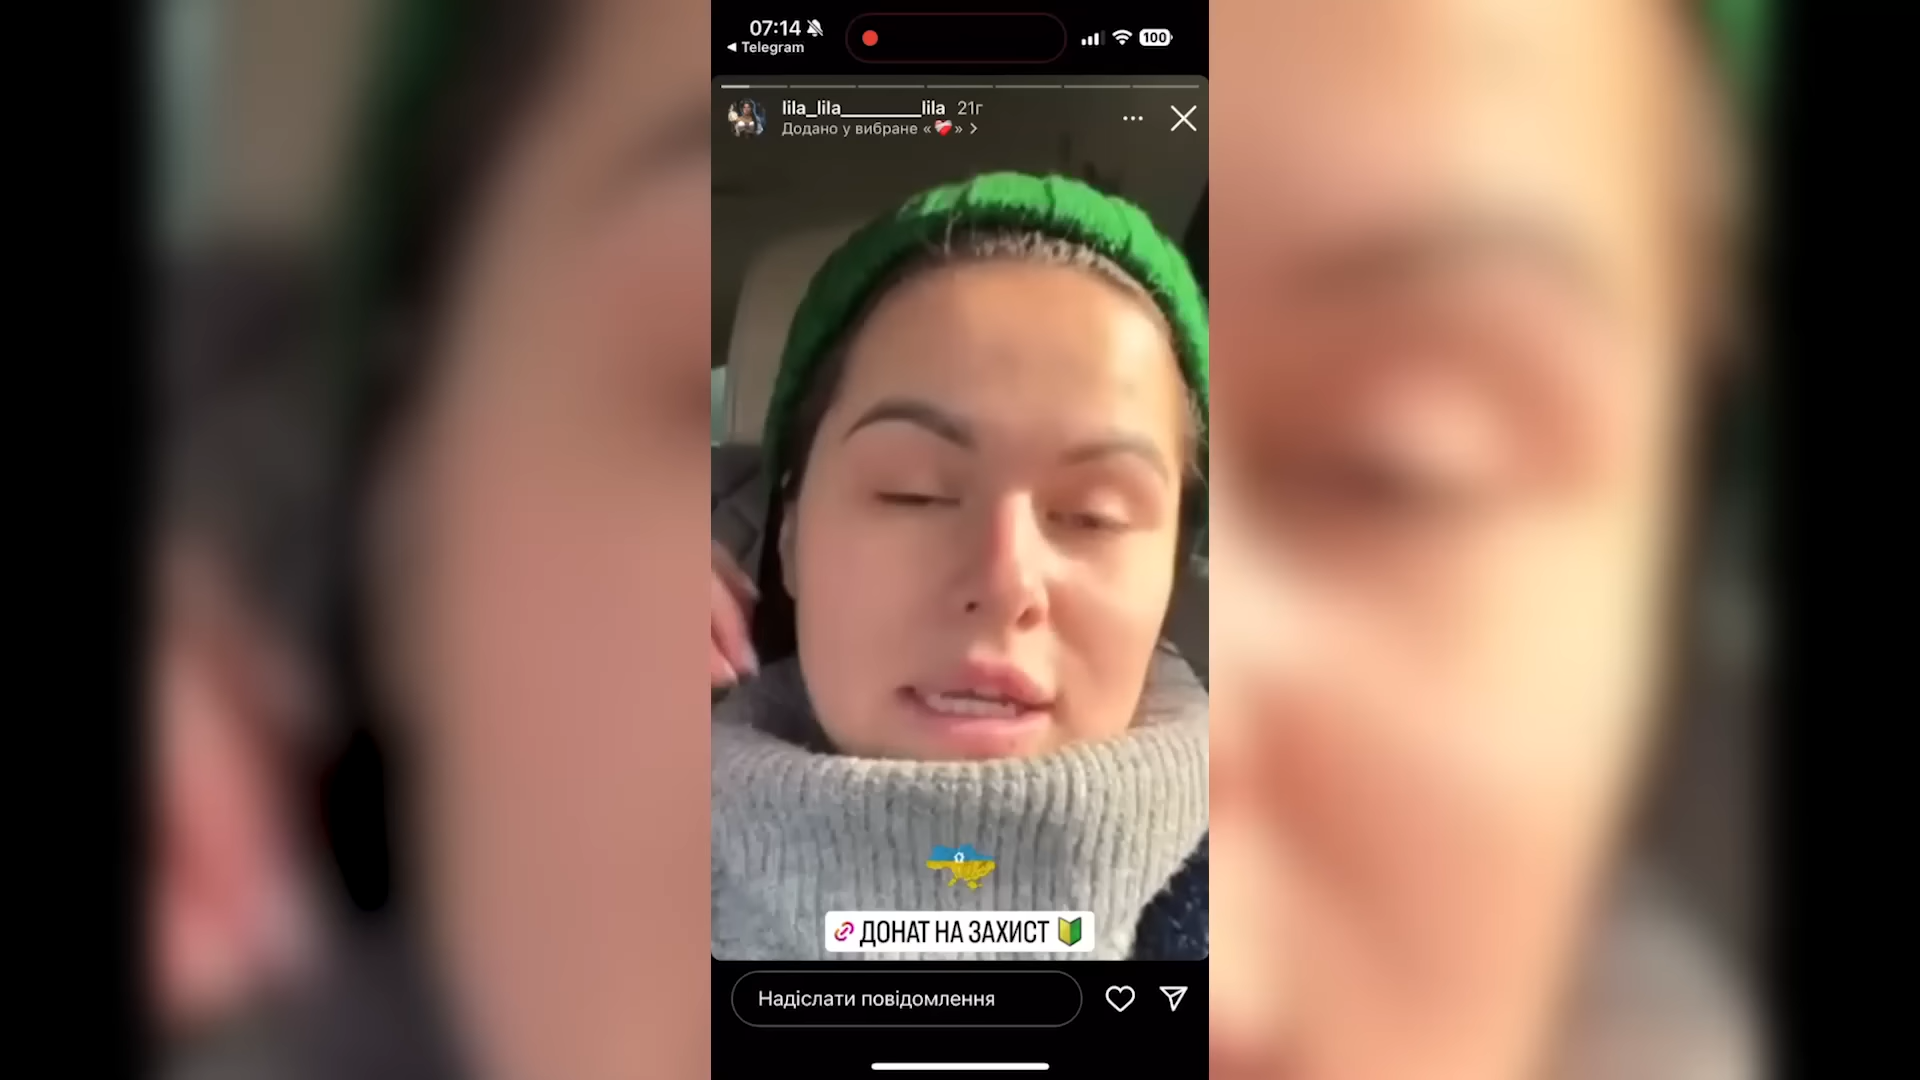 07:14
Telegram
100
lila_lila________lila 21г
Додано у вибране «❤️‍🩹» >
ДОНАТ НА ЗАХИСТ
Надіслати повідомлення